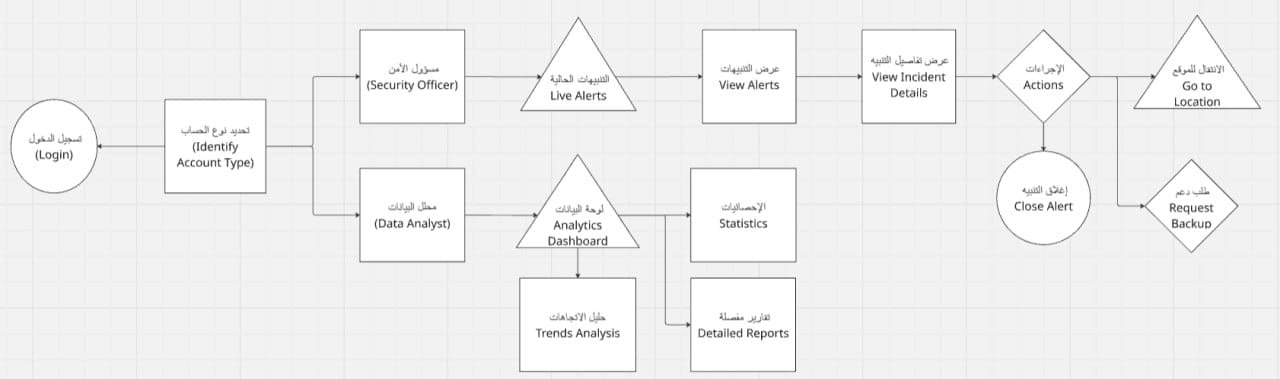 تسجيل الدخول
(Login)
تحديد نوع الحساب
(Identify
Account Type)
مسؤول الأمن
(Security Officer)
التنبيهات الحالية
Live Alerts
عرض التنبيهات
View Alerts
عرض تفاصيل التنبيه
View Incident
Details
الإجراءات
Actions
الانتقال للموقع
Go to
Location
إغلاق التنبيه
Close Alert
طلب دعم
Request
Backup
محلل البيانات
(Data Analyst)
لوحة البيانات
Analytics
Dashboard
الإحصائيات
Statistics
حليل الاتجاهات
Trends Analysis
تقارير مفصلة
Detailed Reports